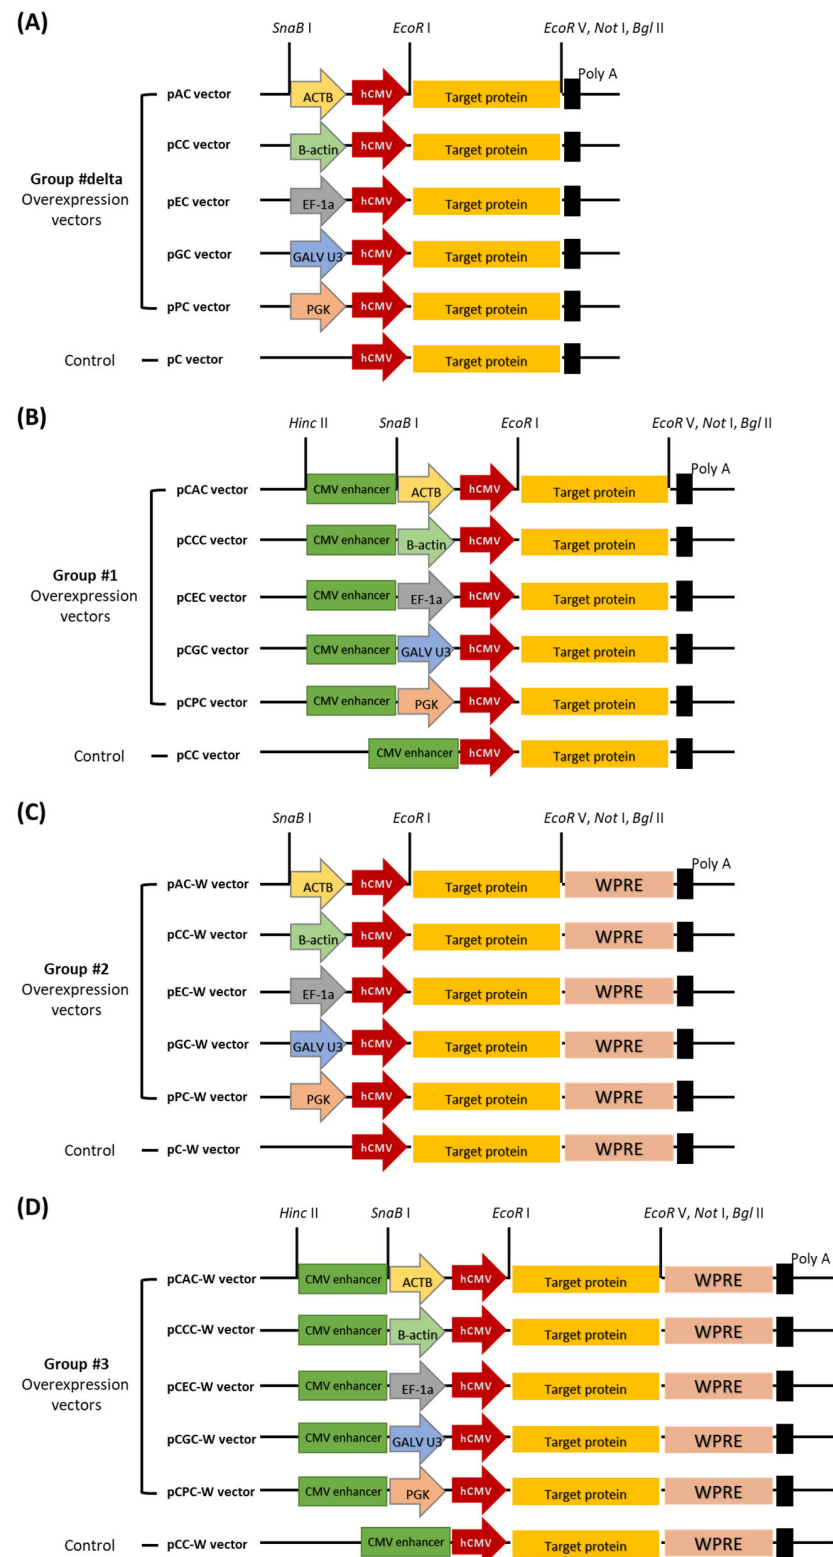 (A)
SnaB I EcoR I EcoR V, Not I, Bgl II
Poly A
pAC vector ACTB hCMV Target protein
pCC vector B-actin hCMV Target protein
Group #delta
Overexpression
vectors
pEC vector EF-1a hCMV Target protein
pGC vector GALV U3 hCMV Target protein
pPC vector PGK hCMV Target protein
Control pC vector hCMV Target protein
(B)
Hinc II SnaB I EcoR I EcoR V, Not I, Bgl II
Poly A
pCAC vector CMV enhancer ACTB hCMV Target protein
pCCC vector CMV enhancer B-actin hCMV Target protein
Group #1
Overexpression
vectors
pCEC vector CMV enhancer EF-1a hCMV Target protein
pCGC vector CMV enhancer GALV U3 hCMV Target protein
pCPC vector CMV enhancer PGK hCMV Target protein
Control pCC vector CMV enhancer hCMV Target protein
(C)
SnaB I EcoR I EcoR V, Not I, Bgl II
Poly A
pAC-W vector ACTB hCMV Target protein WPRE
pCC-W vector B-actin hCMV Target protein WPRE
Group #2
Overexpression
vectors
pEC-W vector EF-1a hCMV Target protein WPRE
pGC-W vector GALV U3 hCMV Target protein WPRE
pPC-W vector PGK hCMV Target protein WPRE
Control pC-W vector hCMV Target protein WPRE
(D)
Hinc II SnaB I EcoR I EcoR V, Not I, Bgl II
Poly A
pCAC-W vector CMV enhancer ACTB hCMV Target protein WPRE
pCCC-W vector CMV enhancer B-actin hCMV Target protein WPRE
Group #3
Overexpression
vectors
pCEC-W vector CMV enhancer EF-1a hCMV Target protein WPRE
pCGC-W vector CMV enhancer GALV U3 hCMV Target protein WPRE
pCPC-W vector CMV enhancer PGK hCMV Target protein WPRE
Control pCC-W vector CMV enhancer hCMV Target protein WPRE